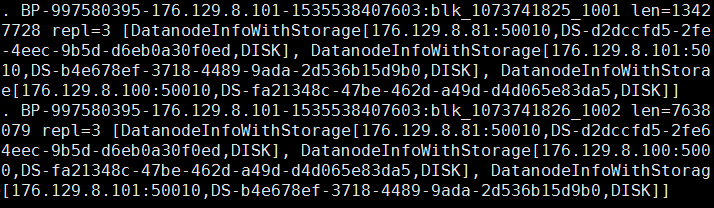 . BP-997580395-176.129.8.101-1535538407603:blk_1073741825_1001 len=1342
7728 repl=3 [DatanodeInfoWithStorage[176.129.8.81:50010,DS-d2dccfd5-2fe
-4eec-9b5d-d6eb0a30f0ed,DISK], DatanodeInfoWithStorage[176.129.8.101:50
10,DS-b4e678ef-3718-4489-9ada-2d536b15d9b0,DISK], DatanodeInfoWithStora
e[176.129.8.100:50010,DS-fa21348c-47be-462d-a49d-d4d065e83da5,DISK]]
. BP-997580395-176.129.8.101-1535538407603:blk_1073741826_1002 len=7638
079 repl=3 [DatanodeInfoWithStorage[176.129.8.81:50010,DS-d2dccfd5-2fe6
4eec-9b5d-d6eb0a30f0ed,DISK], DatanodeInfoWithStorage[176.129.8.100:500
0,DS-fa21348c-47be-462d-a49d-d4d065e83da5,DISK], DatanodeInfoWithStorag
[176.129.8.101:50010,DS-b4e678ef-3718-4489-9ada-2d536b15d9b0,DISK]]